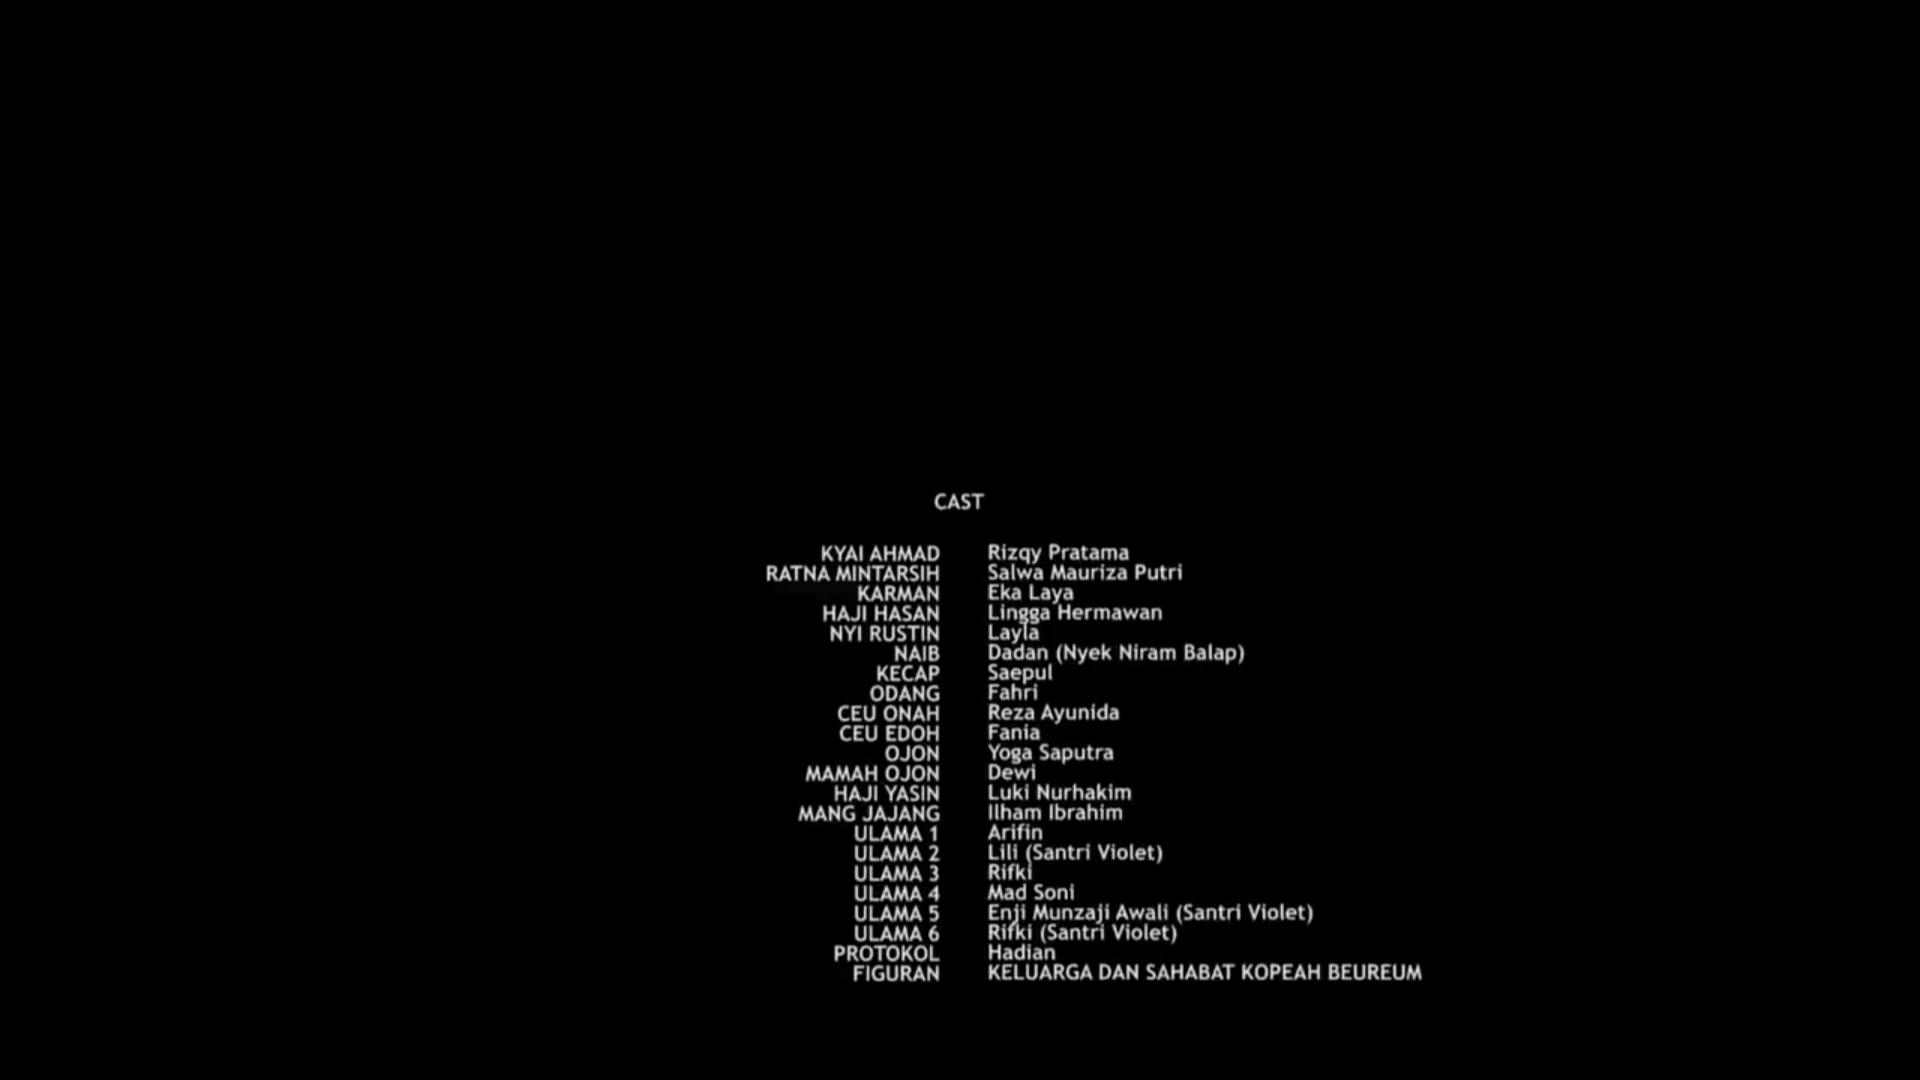 CAST
KYAI AHMAD Rizqy Pratama
RATNA MINTARSIH Salwa Mauriza Putri
KARMAN Eka Laya
HAJI HASAN Lingga Hermawan
NYI RUSTIN Layla
NAIB Dadan (Nyek Niram Balap)
KECAP Saepul
ODANG Fahri
CEU ONAH Reza Ayunida
CEU EDOH Fania
OJON Yoga Saputra
MAMAH OJON Dewi
HAJI YASIN Luki Nurhakim
MANG JAJANG Ilham Ibrahim
ULAMA 1 Arifin
ULAMA 2 Lili (Santri Violet)
ULAMA 3 Rifki
ULAMA 4 Mad Soni
ULAMA 5 Enji Munzaji Awali (Santri Violet)
ULAMA 6 Rifki (Santri Violet)
PROTOKOL Hadian
FIGURAN KELUARGA DAN SAHABAT KOPEAH BEUREUM